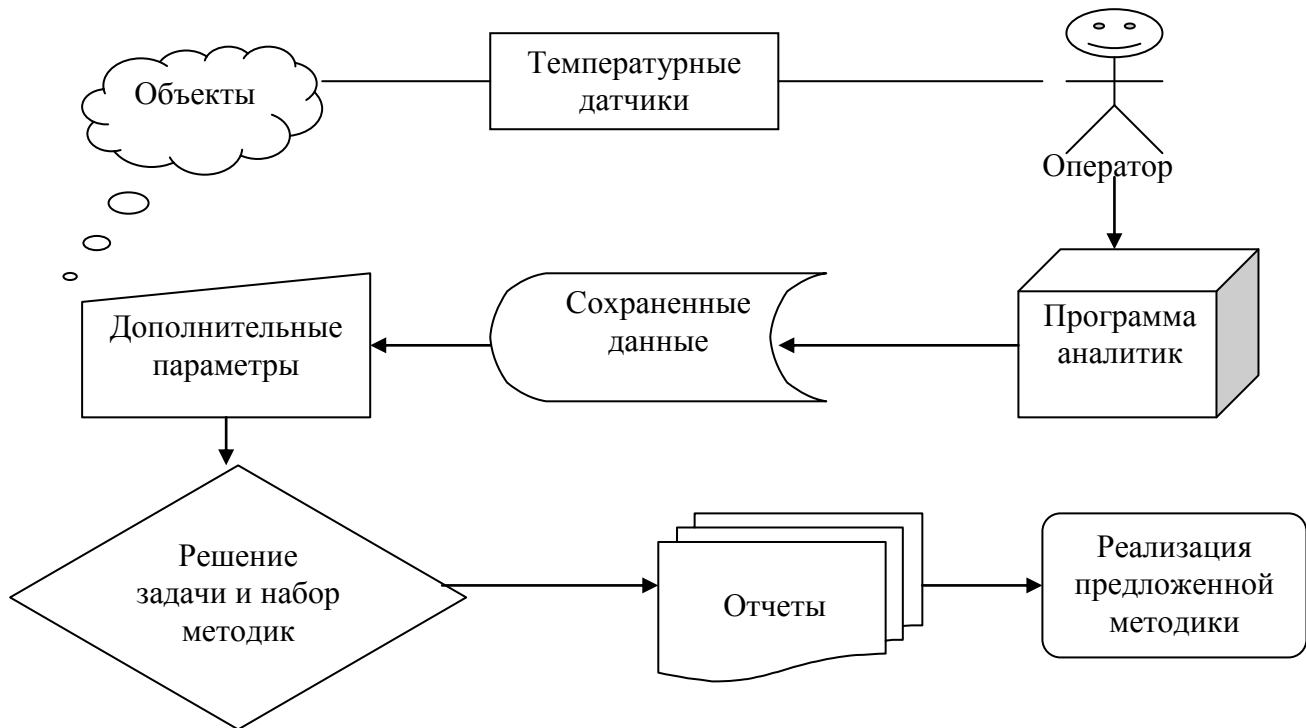 Объекты
Температурные
датчики
Оператор
Дополнительные
параметры
Сохраненные
данные
Программа
аналитик
Решение
задачи и набор
методик
Отчеты
Реализация
предложенной
методики